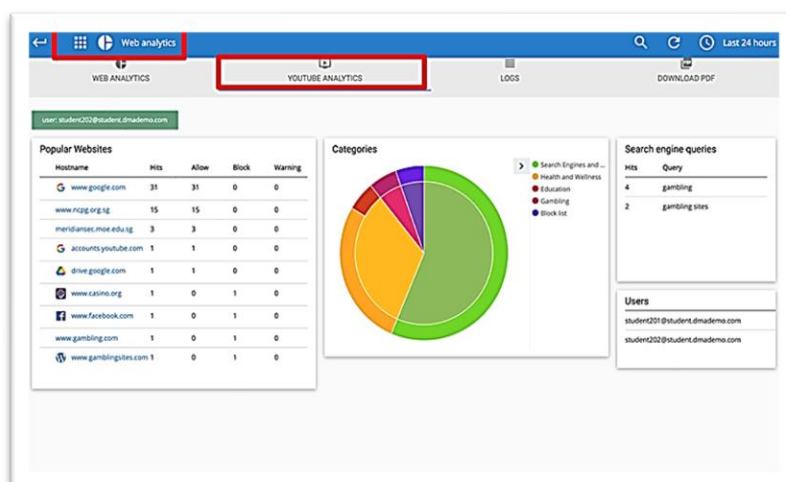 Web analytics
Last 24 hours
WEB ANALYTICS
YOUTUBE ANALYTICS
LOGS
DOWNLOAD PDF
user: student202@student.dmademo.com
Popular Websites
Hostname Hits Allow Block Warning
www.google.com 31 31 0 0
www.ncpg.org.sg 15 15 0 0
meridiansec.moe.edu.sg 3 3 0 0
accounts.youtube.com 1 1 0 0
drive.google.com 1 1 0 0
www.casino.org 1 0 1 0
www.facebook.com 1 0 1 0
www.gambling.com 1 0 1 0
www.gamblingsites.com 1 0 1 0
Categories
Search Engines and ...
Health and Wellness
Education
Gambling
Block list
Search engine queries
Hits Query
4 gambling
2 gambling sites
Users
student201@student.dmademo.com
student202@student.dmademo.com